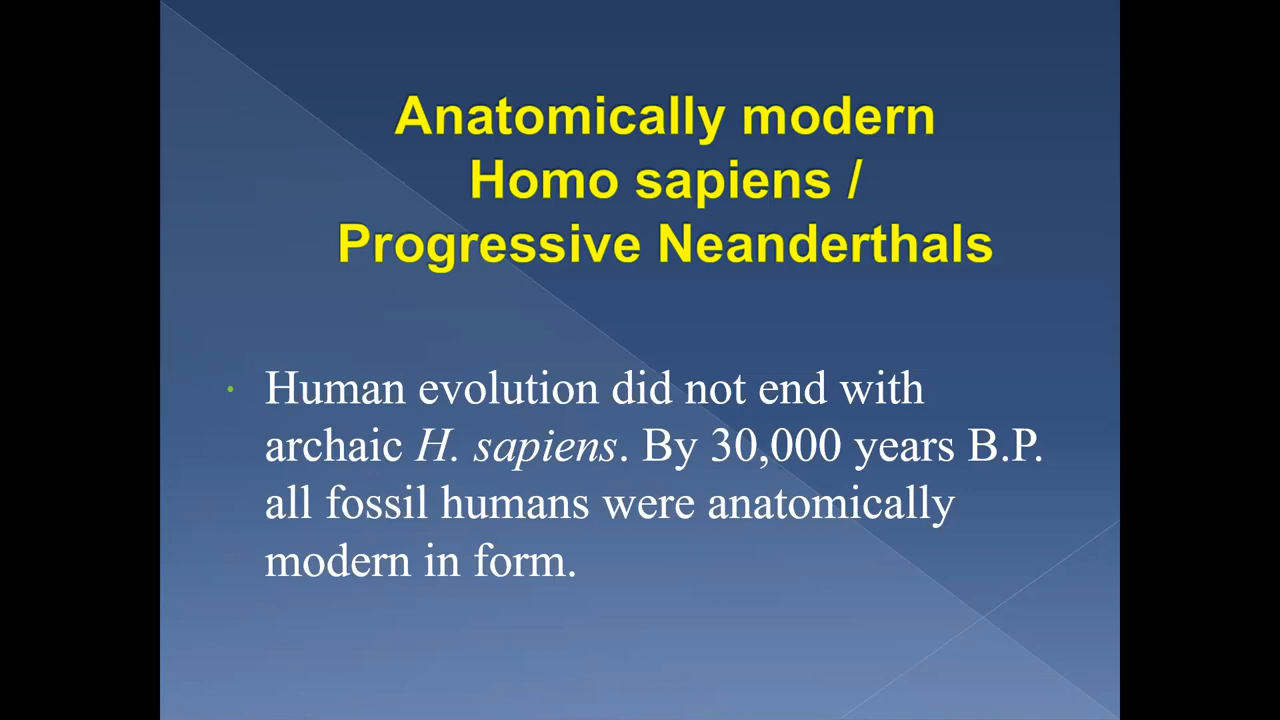 Anatomically modern
Homo sapiens /
Progressive Neanderthals
• Human evolution did not end with
archaic H. sapiens. By 30,000 years B.P.
all fossil humans were anatomically
modern in form.